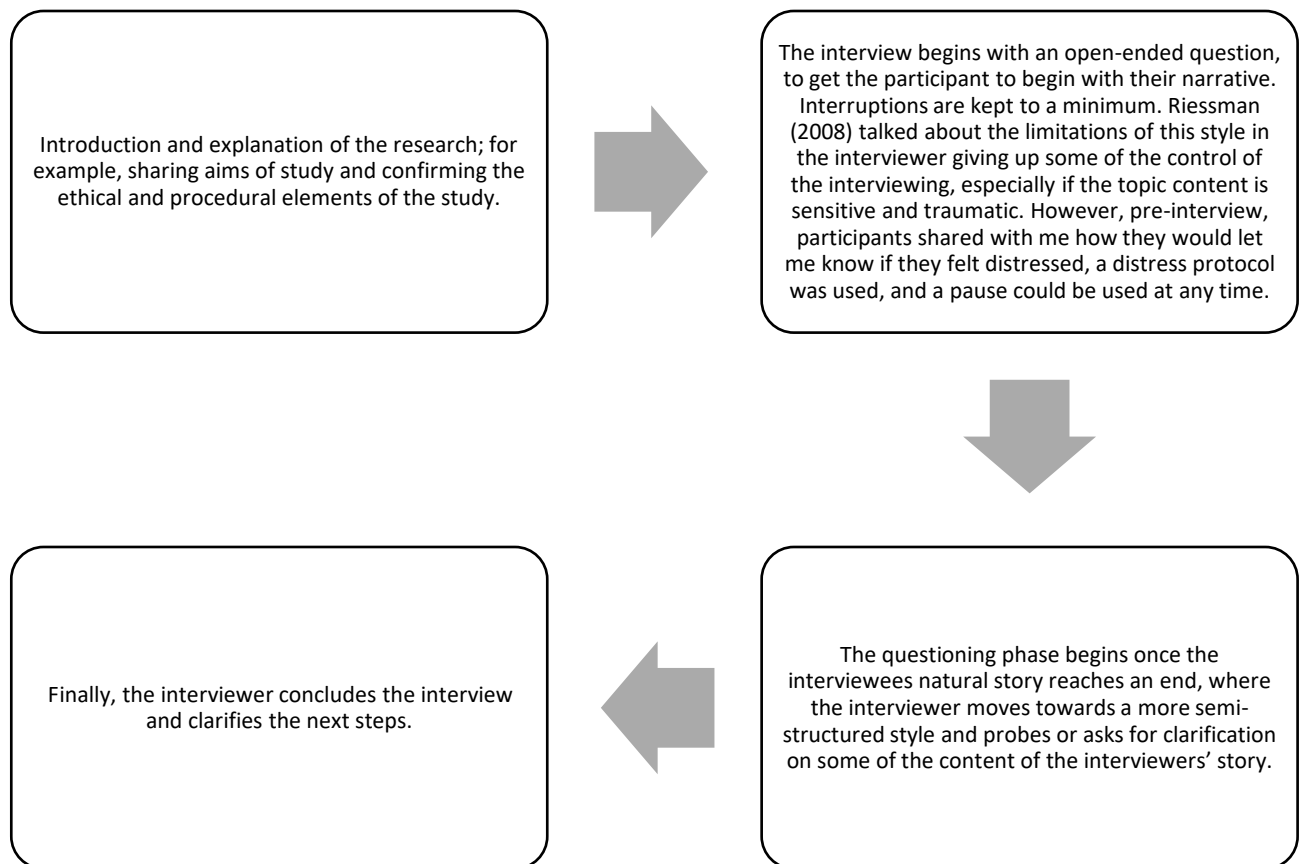 Introduction and explanation of the research; for
example, sharing aims of study and confirming the
ethical and procedural elements of the study.
The interview begins with an open-ended question,
to get the participant to begin with their narrative.
Interruptions are kept to a minimum. Riessman
(2008) talked about the limitations of this style in
the interviewer giving up some of the control of
the interviewing, especially if the topic content is
sensitive and traumatic. However, pre-interview,
participants shared with me how they would let
me know if they felt distressed, a distress protocol
was used, and a pause could be used at any time.
The questioning phase begins once the
interviewees natural story reaches an end, where
the interviewer moves towards a more semi-
structured style and probes or asks for clarification
on some of the content of the interviewers’ story.
Finally, the interviewer concludes the interview
and clarifies the next steps.